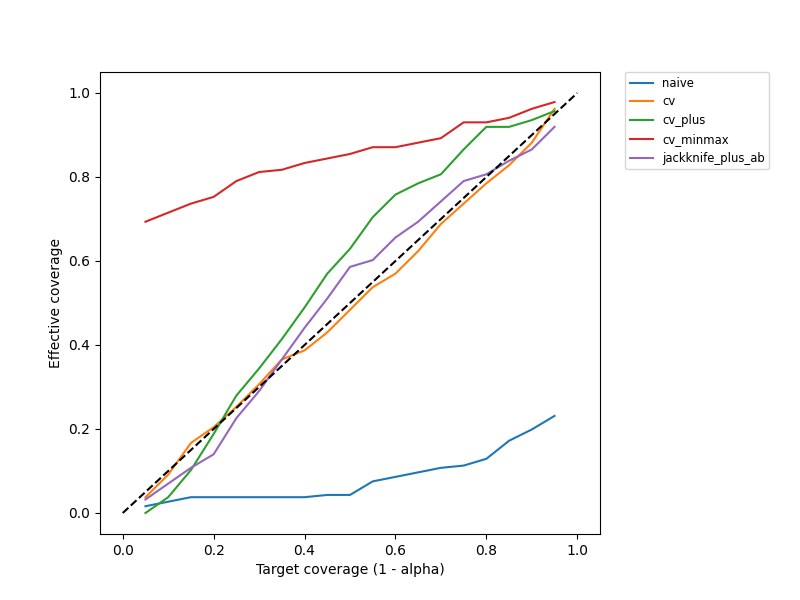 naive
cv
cv_plus
cv_minmax
jackknife_plus_ab
Effective coverage
1.0
0.8
0.6
0.4
0.2
0.0
0.0 0.2 0.4 0.6 0.8 1.0
Target coverage (1 - alpha)